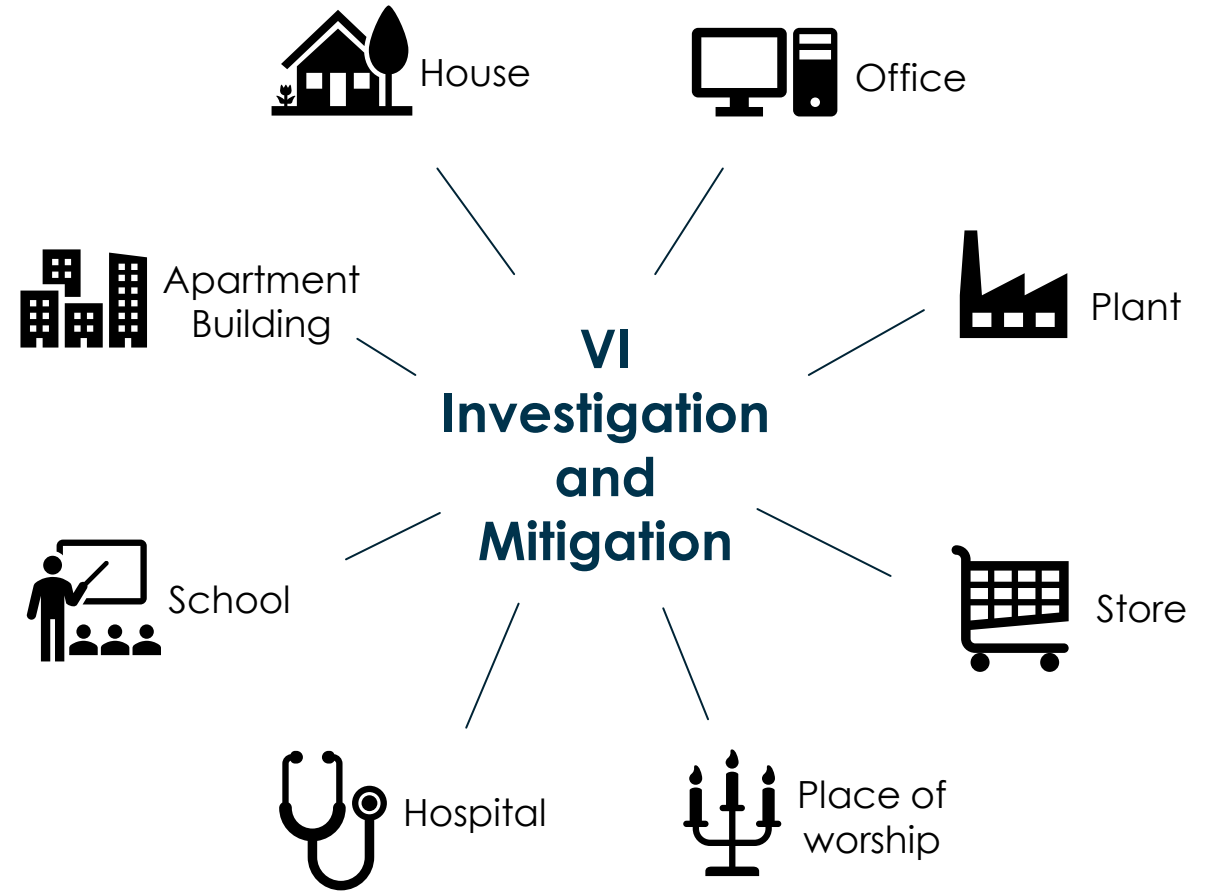 House
Office
Apartment
Building
Plant
VI
Investigation
and
Mitigation
School
Store
Hospital
Place of
worship